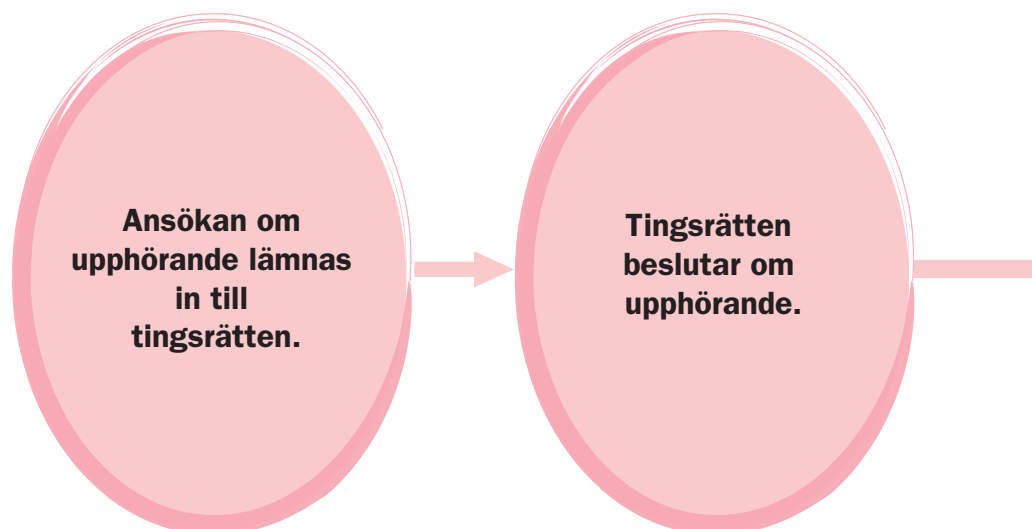 Ansökan om
upphörande lämnas
in till
tingsrätten.
Tingsrätten
beslutar om
upphörande.